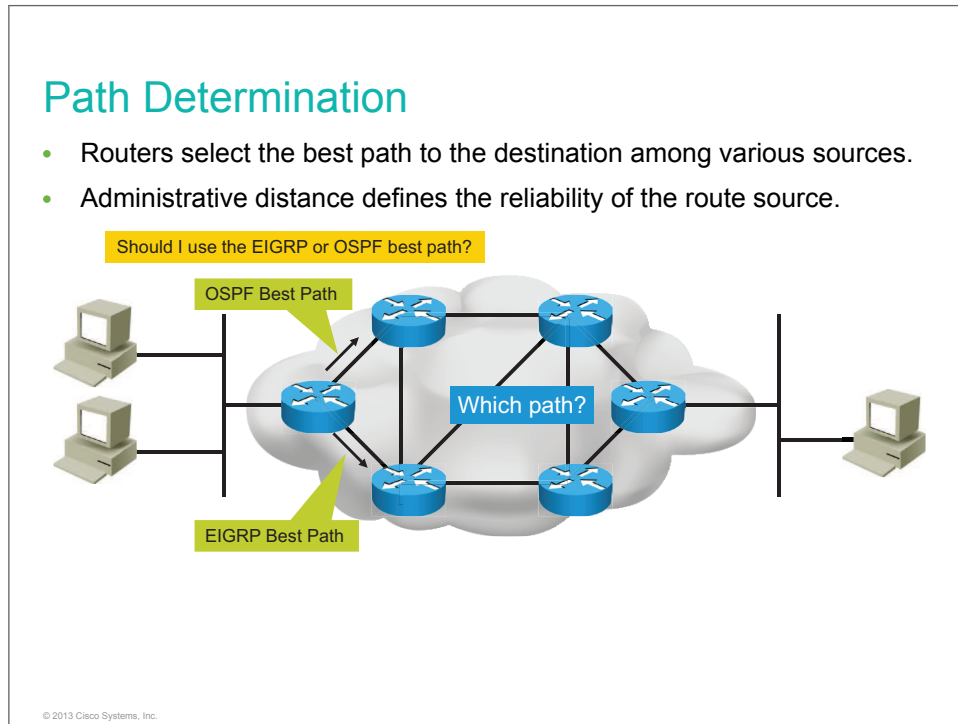 Path Determination
• Routers select the best path to the destination among various sources.
• Administrative distance defines the reliability of the route source.
Should I use the EIGRP or OSPF best path?
OSPF Best Path
Which path?
EIGRP Best Path
© 2013 Cisco Systems, Inc.